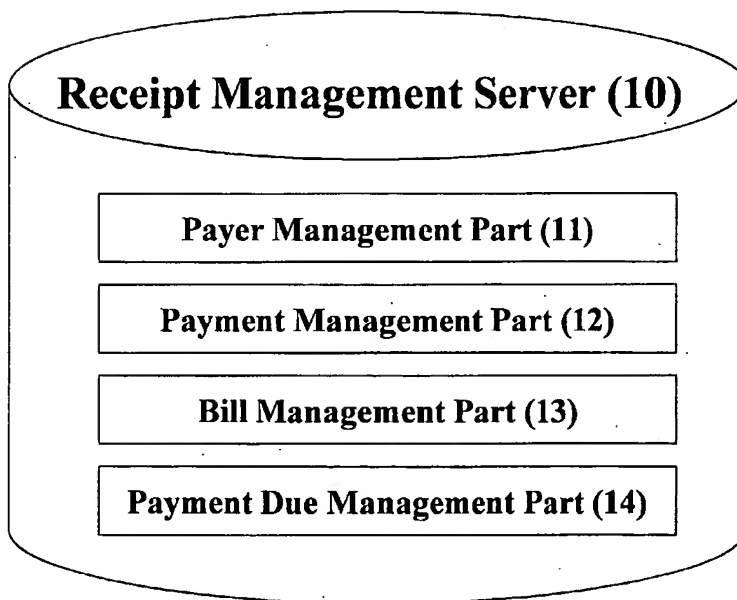 Receipt Management Server (10)
Payer Management Part (11)
Payment Management Part (12)
Bill Management Part (13)
Payment Due Management Part (14)